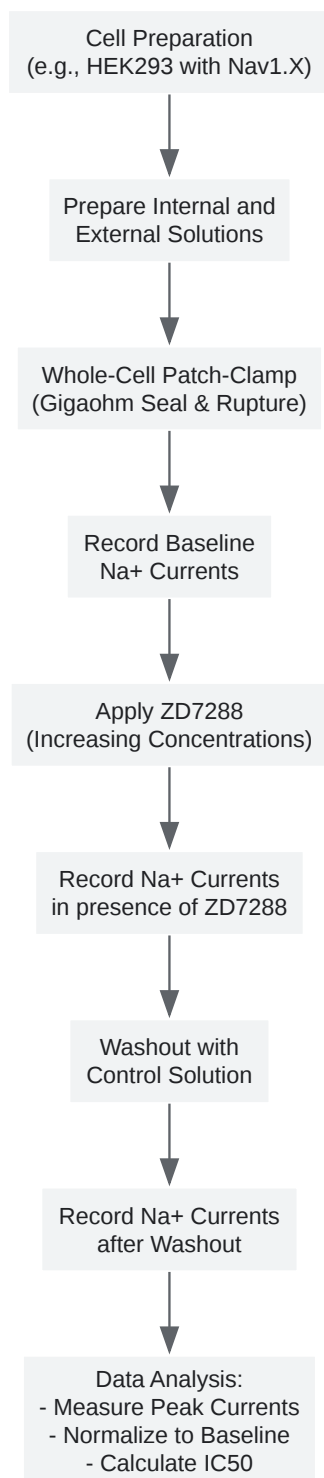 Cell Preparation
(e.g., HEK293 with Nav1.X)
Prepare Internal and
External Solutions
Whole-Cell Patch-Clamp
(Gigaohm Seal & Rupture)
Record Baseline
Na+ Currents
Apply ZD7288
(Increasing Concentrations)
Record Na+ Currents
in presence of ZD7288
Washout with
Control Solution
Record Na+ Currents
after Washout
Data Analysis:
- Measure Peak Currents
- Normalize to Baseline
- Calculate IC50